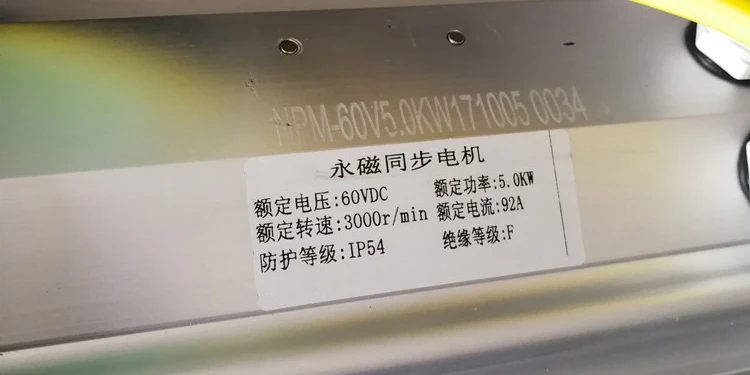 NPM-60V5.0KW171005 0034
永磁同步电机
额定电压:60VDC 额定功率:5.0KW
额定转速:3000r/min 额定电流:92A
防护等级:IP54 绝缘等级:F